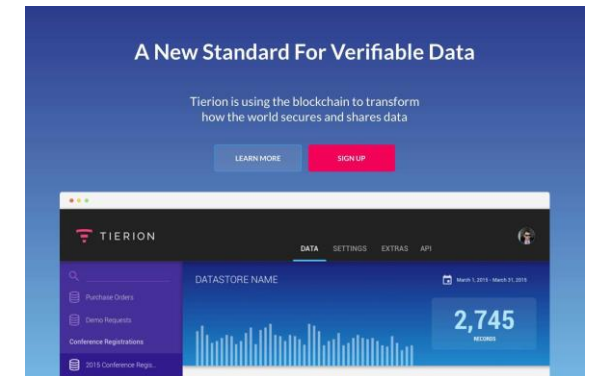 A New Standard For Verifiable Data
Tierion is using the blockchain to transform
how the world secures and shares data
LEARN MORE
SIGN UP
TIERION
DATA
SETTINGS
EXTRAS
API
DATASTORE NAME
March 1, 2015 - March 31, 2015
Purchase Orders
Demo Requests
2,745
RECORDS
Conference Registrations
2015 Conference Regis..